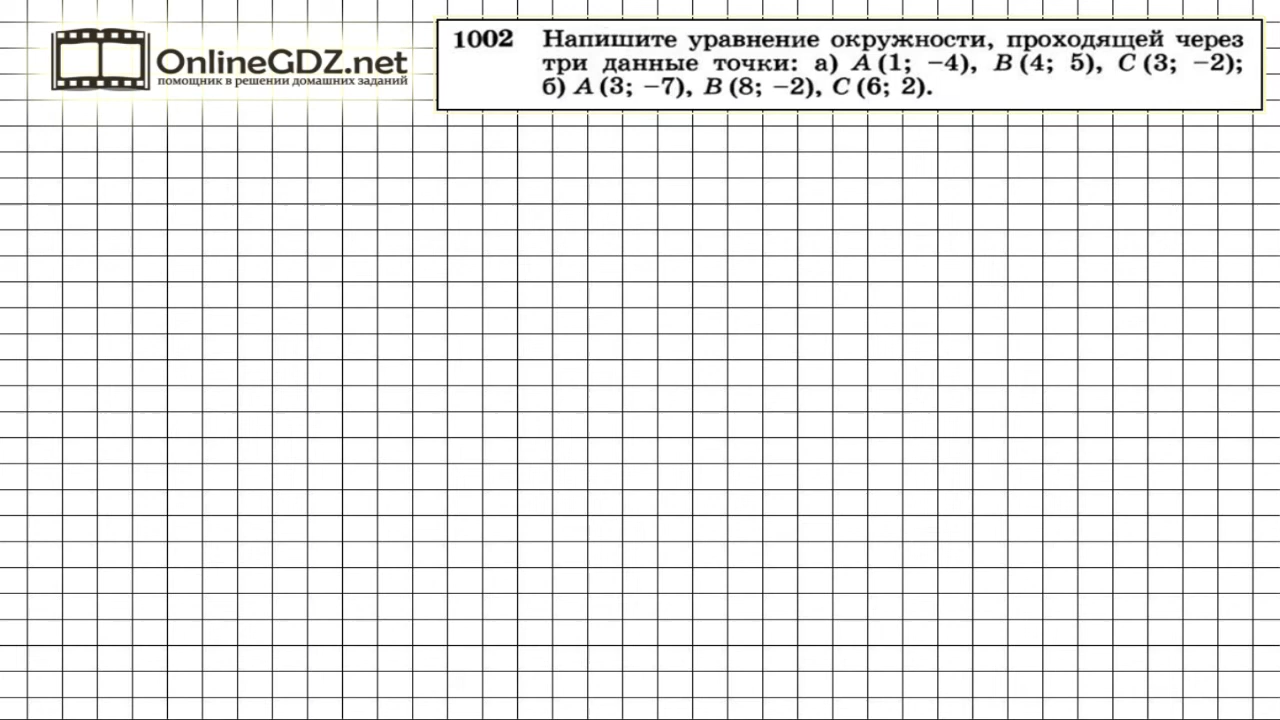 OnlineGDZ.net
помощник в решении домашних заданий
1002 Напишите уравнение окружности, проходящей через
три данные точки: а) A (1; −4), B (4; 5), C (3; −2);
б) A (3; −7), B (8; −2), C (6; 2).